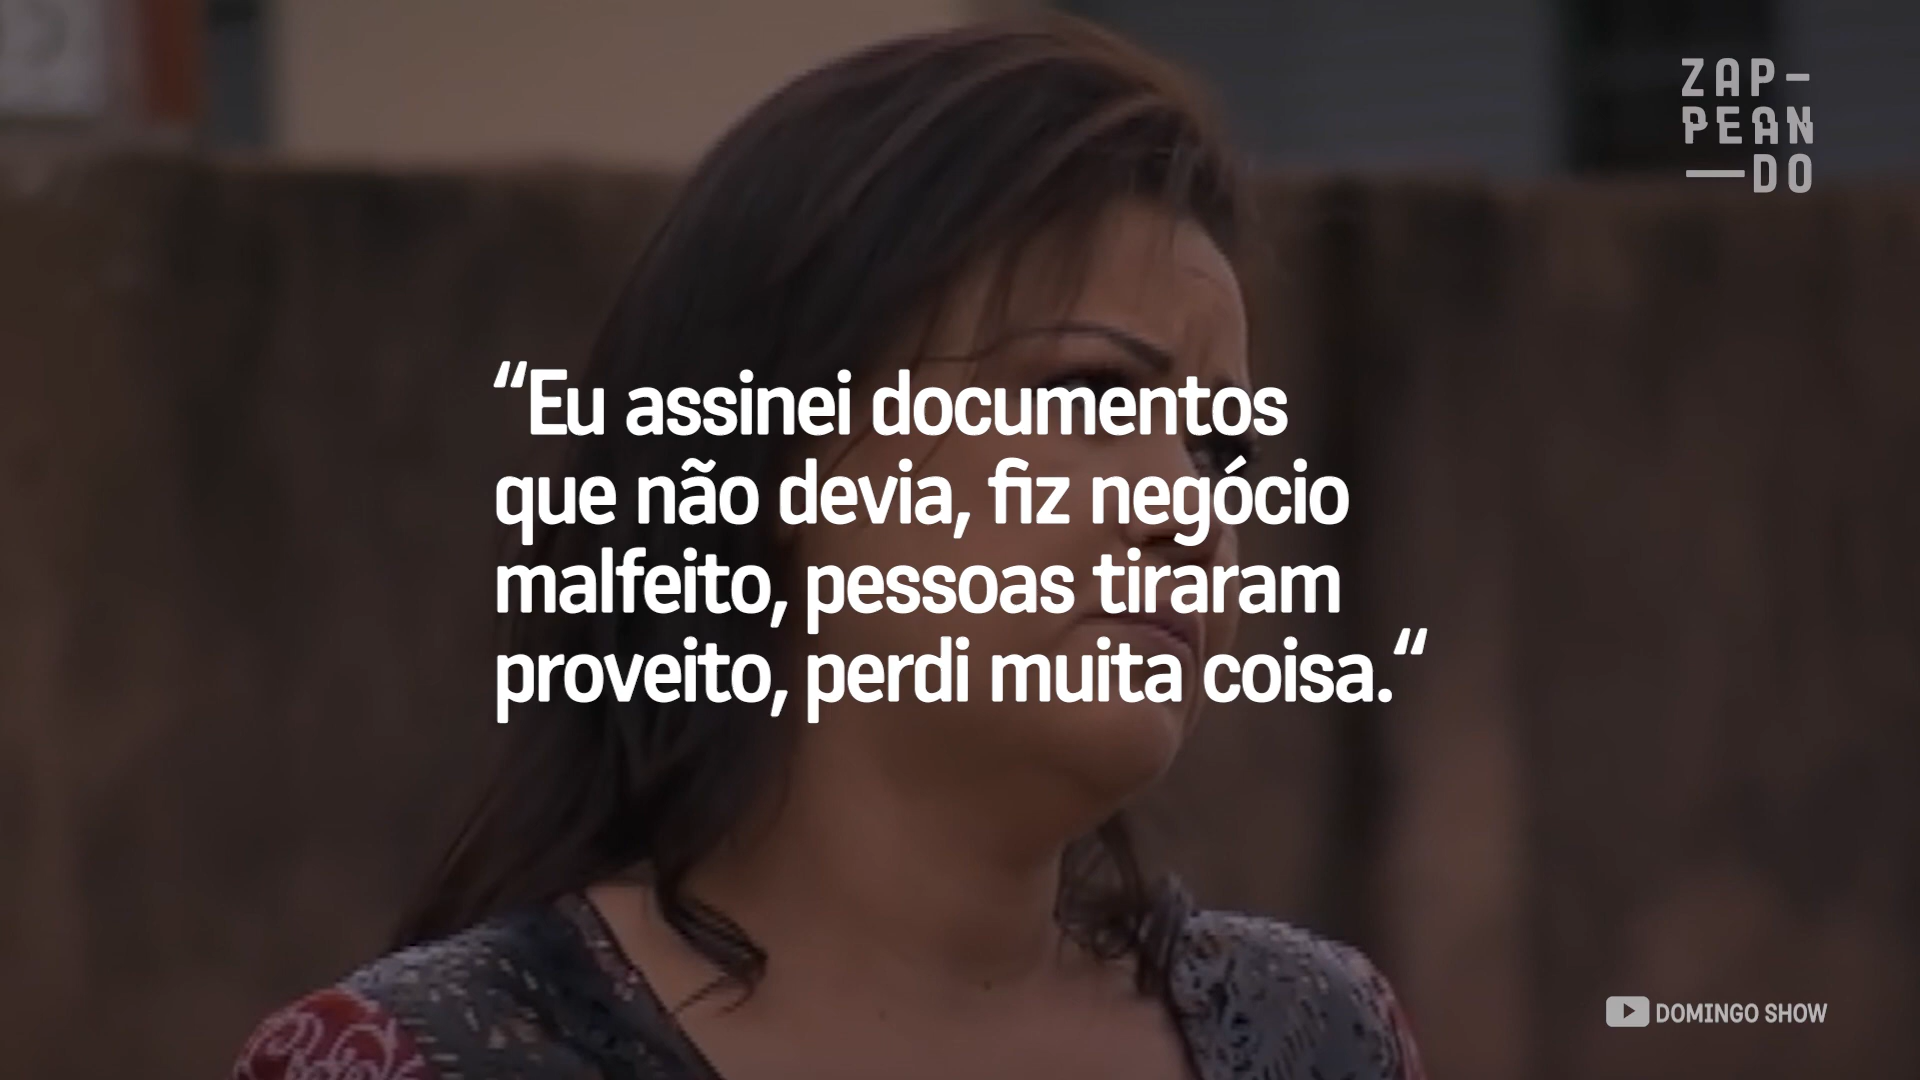 ZAP-
PEAN
—DO
“Eu assinei documentos
que não devia, fiz negócio
malfeito, pessoas tiraram
proveito, perdi muita coisa.“
DOMINGO SHOW